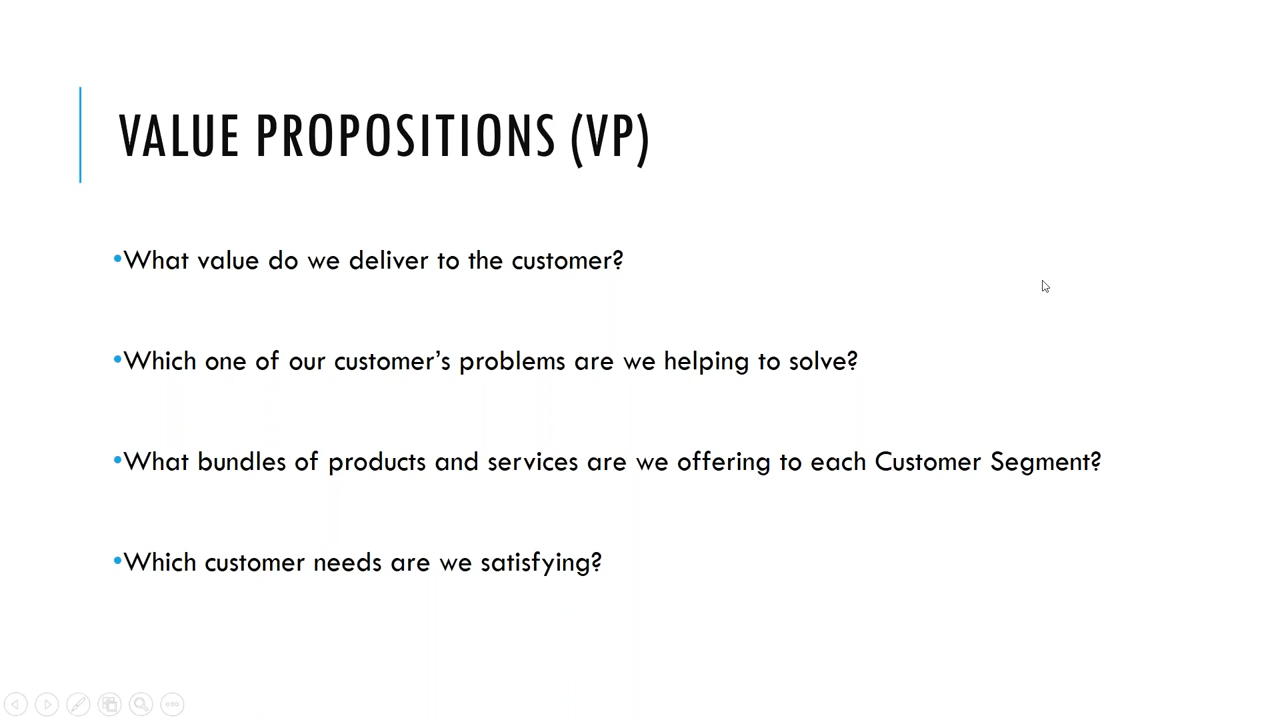 VALUE PROPOSITIONS (VP)
•What value do we deliver to the customer?
•Which one of our customer’s problems are we helping to solve?
•What bundles of products and services are we offering to each Customer Segment?
•Which customer needs are we satisfying?